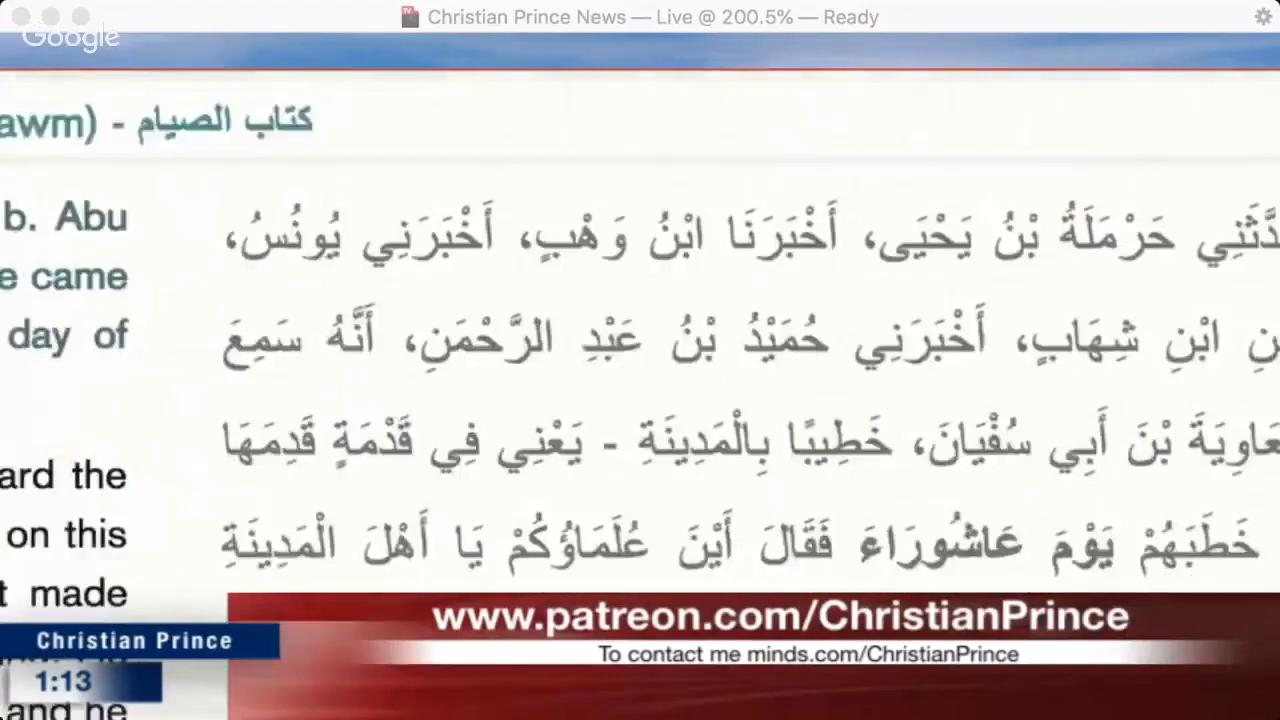 Christian Prince News — Live @ 200.5% — Ready
Google
awm) - كتاب الصيام
b. Abu
e came
day of
ard the
on this
t made
and he
دَّثَنِي حَرْمَلَةُ بْنُ يَحْيَى، أَخْبَرَنَا ابْنُ وَهْبٍ، أَخْبَرَنِي يُونُسُ،
نِ ابْنِ شِهَابٍ، أَخْبَرَنِي حُمَيْدُ بْنُ عَبْدِ الرَّحْمَنِ، أَنَّهُ سَمِعَ
عَاوِيَةَ بْنَ أَبِي سُفْيَانَ، خَطِيبًا بِالْمَدِينَةِ - يَعْنِي فِي قَدْمَةٍ قَدِمَهَا
خَطَبَهُمْ يَوْمَ عَاشُورَاءَ فَقَالَ أَيْنَ عُلَمَاؤُكُمْ يَا أَهْلَ الْمَدِينَةِ
www.patreon.com/ChristianPrince
To contact me minds.com/ChristianPrince
Christian Prince
1:13